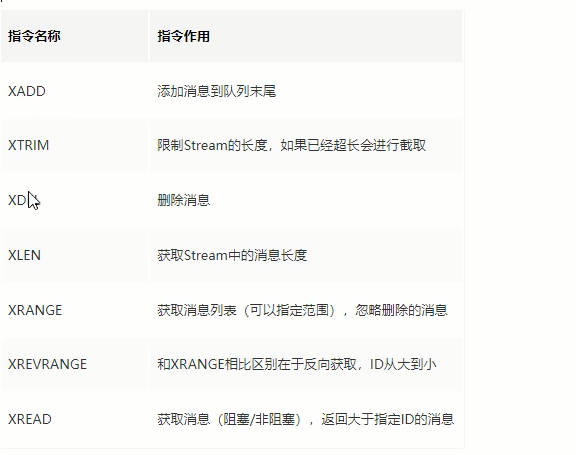 指令名称 指令作用
XADD 添加消息到队列末尾
XTRIM 限制Stream的长度，如果已经超长会进行截取
删除消息
XLEN 获取Stream中的消息长度
XRANGE 获取消息列表（可以指定范围），忽略删除的消息
XREVRANGE 和XRANGE相比区别在于反向获取，ID从大到小
XREAD 获取消息（阻塞/非阻塞），返回大于指定ID的消息